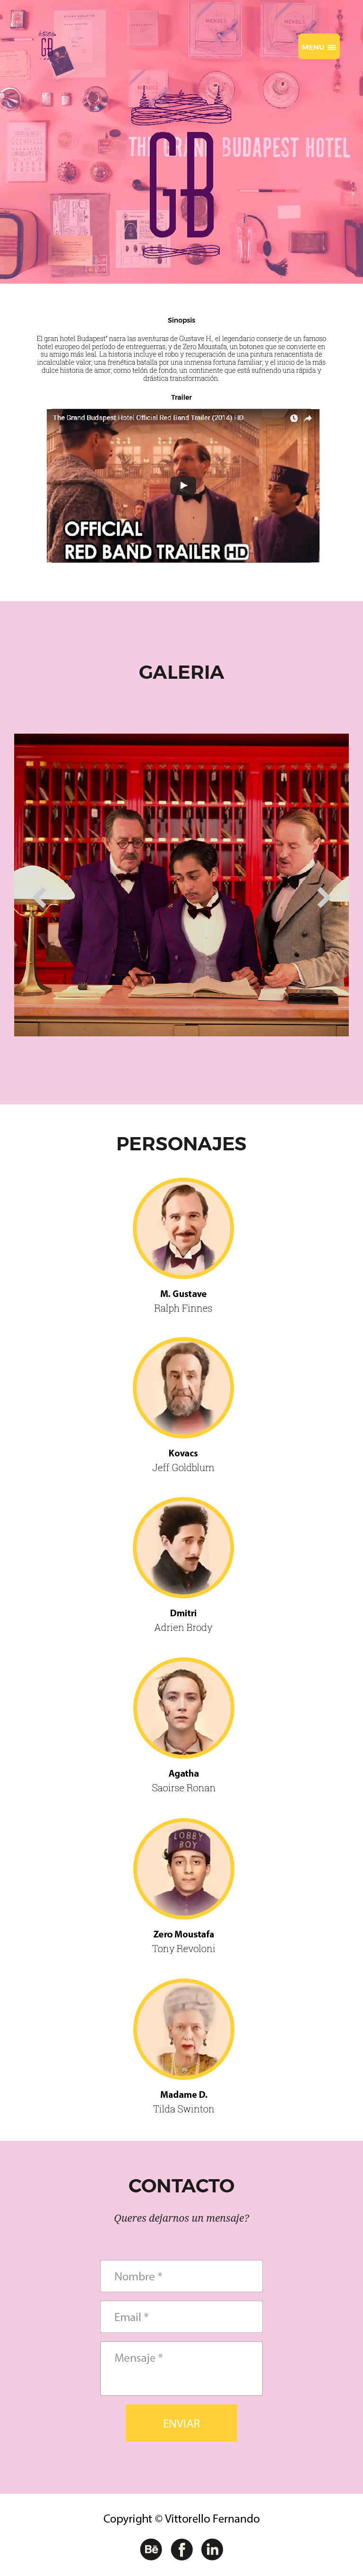 MENDL'S
MENDL'S
GB
MENU
THE GRAND BUDAPEST HOTEL
GB
Sinopsis
El gran hotel Budapest" narra las aventuras de Gustave H., el legendario conserje de un famoso
hotel europeo del período de entreguerras, y de Zero Moustafa, un botones que se convierte en
su amigo más leal. La historia incluye el robo y recuperación de una pintura renacentista de
incalculable valor; una frenética batalla por una inmensa fortuna familiar; y el inicio de la más
dulce historia de amor; como telón de fondo, un continente que está sufriendo una rápida y
drástica transformación.
Trailer
The Grand Budapest Hotel Official Red Band Trailer (2014) HD
OFFICIAL
RED BAND TRAILER HD
GALERIA
PERSONAJES
M. Gustave
Ralph Finnes
Kovacs
Jeff Goldblum
Dmitri
Adrien Brody
Agatha
Saoirse Ronan
LOBBY
BOY
Zero Moustafa
Tony Revoloni
Madame D.
Tilda Swinton
CONTACTO
Queres dejarnos un mensaje?
Nombre *
Email *
Mensaje *
ENVIAR
Copyright © Vittorello Fernando
Bē f in